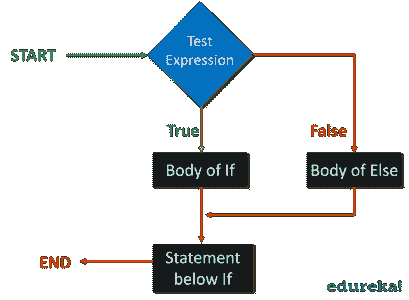 Test
Expression
START
True
False
Body of If
Body of Else
Statement
below If
END
edureka!